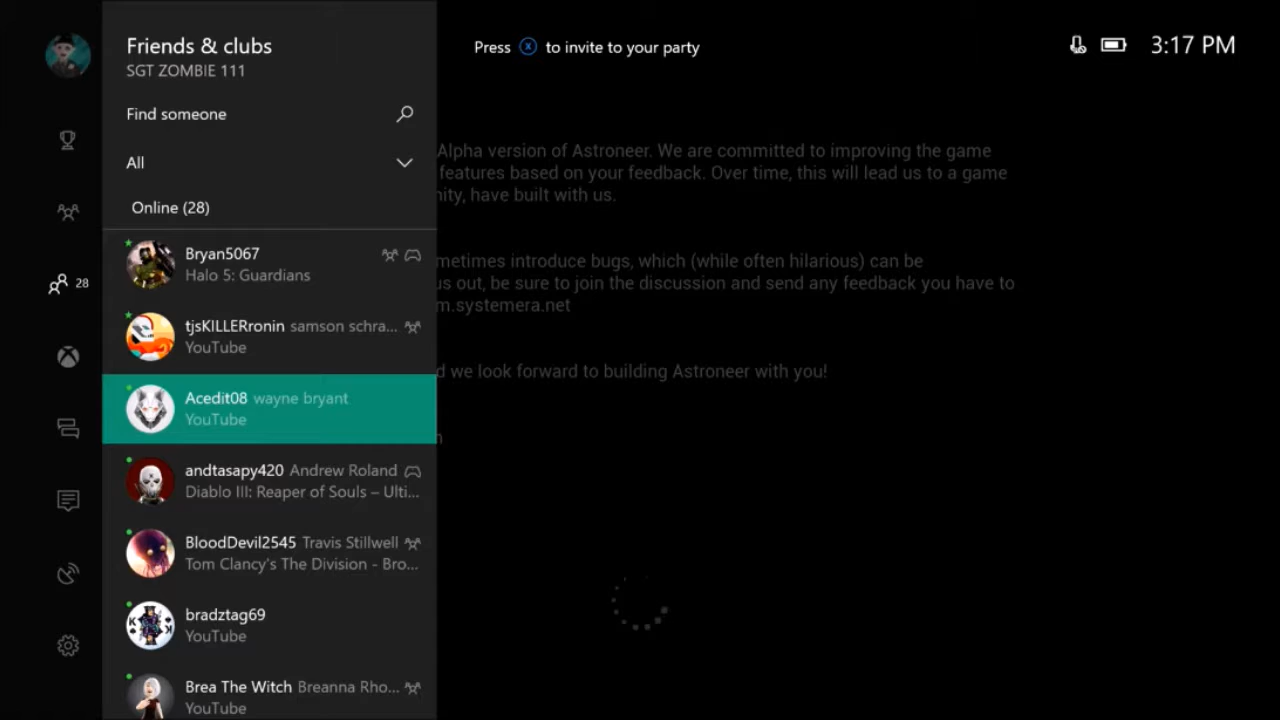 Friends & clubs
SGT ZOMBIE 111
Press X to invite to your party
3:17 PM
Find someone
All
Online (28)
28
Bryan5067
Halo 5: Guardians
tjsKILLERronin samson schra...
YouTube
Acedit08 wayne bryant
YouTube
andtasapy420 Andrew Roland
Diablo III: Reaper of Souls – Ulti...
BloodDevil2545 Travis Stillwell
Tom Clancy's The Division - Bro...
bradztag69
YouTube
Brea The Witch Breanna Rho...
YouTube
Alpha version of Astroneer. We are committed to improving the game
features based on your feedback. Over time, this will lead us to a game
nity, have built with us.
metimes introduce bugs, which (while often hilarious) can be
us out, be sure to join the discussion and send any feedback you have to
m.systemera.net
d we look forward to building Astroneer with you!